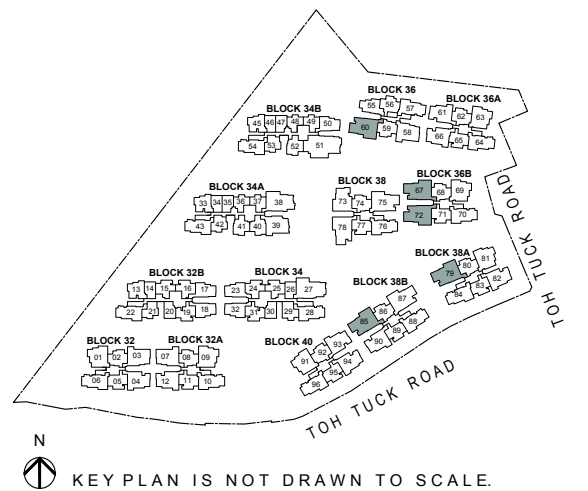 BLOCK 36
BLOCK 36A
55 56 57
61 62 63
60 59 58
66 65 64
BLOCK 34B
45 46 47 48 49 50
54 53 52 51
BLOCK 34A
33 34 35 36 37 38
43 42 41 40 39
BLOCK 38
73 74 75
78 77 76
BLOCK 36B
67 68 69
72 71 70
TOH TUCK ROAD
BLOCK 38A
79 80 81
84 83 82
BLOCK 32B
13 14 15 16 17
22 21 20 19 18
BLOCK 34
23 24 25 26 27
32 31 30 29 28
BLOCK 38B
85 86 87
90 89 88
BLOCK 32
01 02 03
06 05 04
BLOCK 32A
07 08 09
12 11 10
BLOCK 40
91 92 93
96 95 94
TOH TUCK ROAD
N
KEY PLAN IS NOT DRAWN TO SCALE.